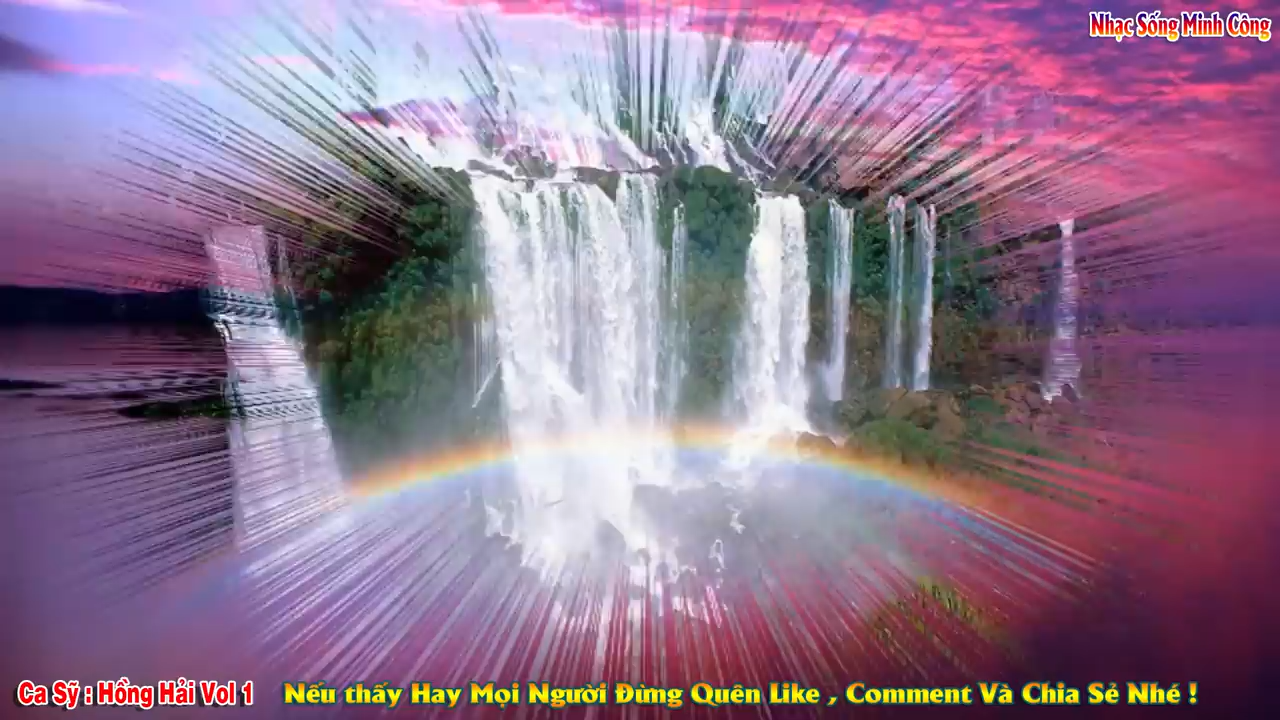 Nhạc Sống Minh Công
Ca Sỹ : Hồng Hải Vol 1
Nếu thấy Hay Mọi Người Đừng Quên Like , Comment Và Chia Sẻ Nhé !